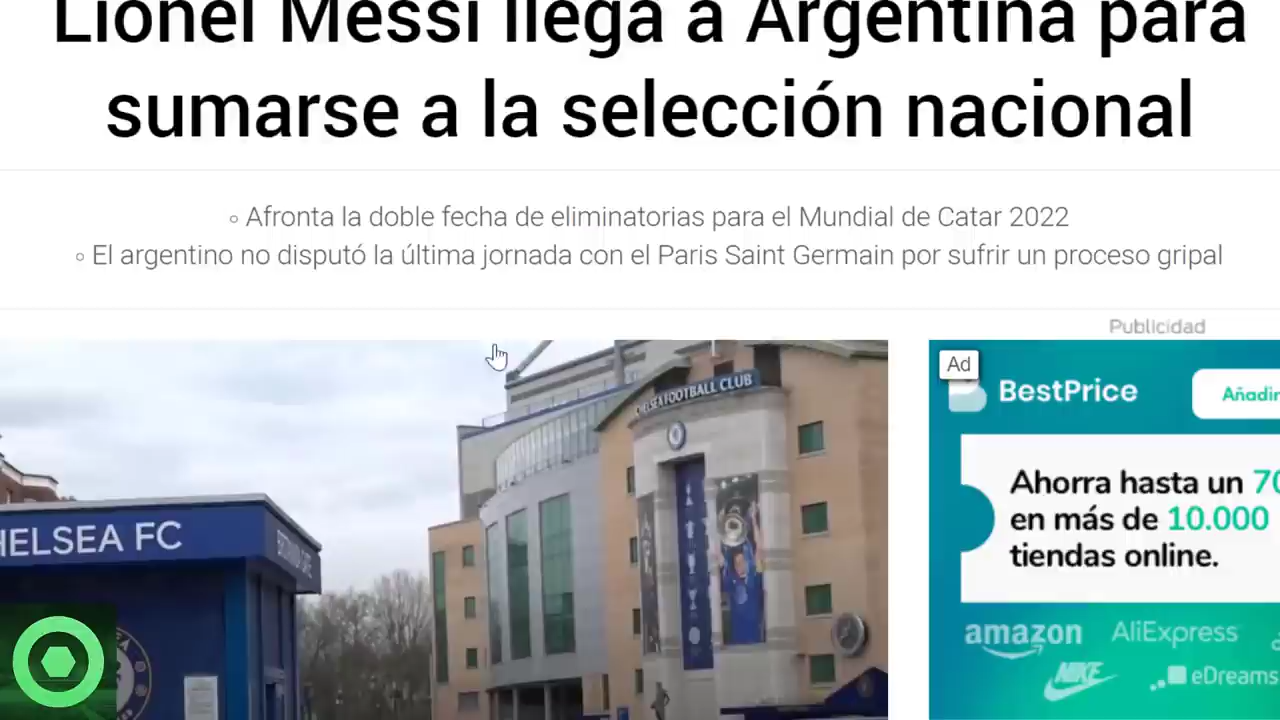 Lionel Messi llega a Argentina para
sumarse a la selección nacional
Afronta la doble fecha de eliminatorias para el Mundial de Catar 2022
El argentino no disputó la última jornada con el Paris Saint Germain por sufrir un proceso gripal
Publicidad
Ad
BestPrice
Añadir
Ahorra hasta un 70
en más de 10.000
tiendas online.
amazon
AliExpress
NIKE
eDreams
CHELSEA FOOTBALL CLUB
HELSEA FC